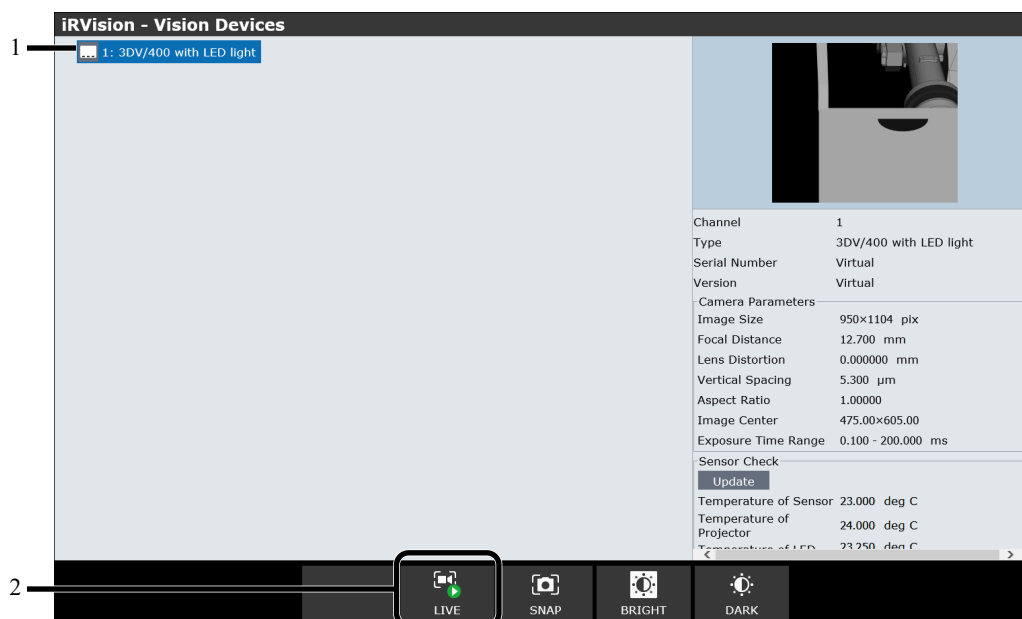 iRVision - Vision Devices
1
1: 3DV/400 with LED light
Channel 1
Type 3DV/400 with LED light
Serial Number Virtual
Version Virtual
Camera Parameters
Image Size 950×1104 pix
Focal Distance 12.700 mm
Lens Distortion 0.000000 mm
Vertical Spacing 5.300 µm
Aspect Ratio 1.00000
Image Center 475.00×605.00
Exposure Time Range 0.100 - 200.000 ms
Sensor Check
Update
Temperature of Sensor 23.000 deg C
Temperature of
Projector 24.000 deg C
Temperature of LED 23.250 deg C
2
LIVE SNAP BRIGHT DARK